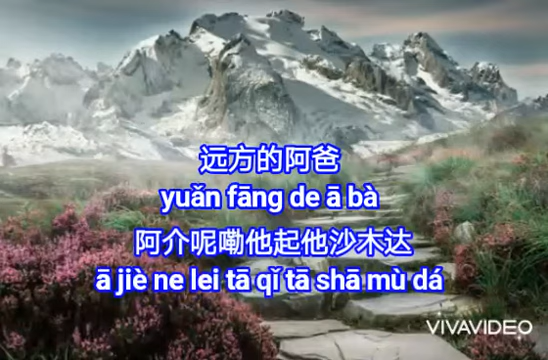 远方的阿爸
yuǎn fāng de ā bà
阿介呢嘞他起他沙木达
ā jiè ne lei tā qǐ tā shā mù dá
VIVAVIDEO